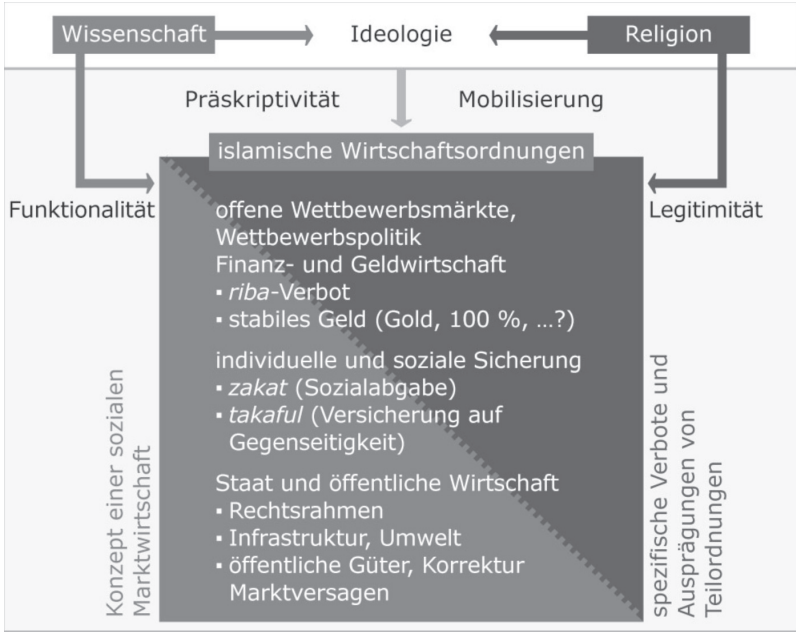 Wissenschaft
Ideologie
Religion
Präskriptivität
Mobilisierung
islamische Wirtschaftsordnungen
Funktionalität
Legitimität
offene Wettbewerbsmärkte,
Wettbewerbspolitik
Finanz- und Geldwirtschaft
▪ riba-Verbot
▪ stabiles Geld (Gold, 100 %, …?)
individuelle und soziale Sicherung
▪ zakat (Sozialabgabe)
▪ takaful (Versicherung auf
Gegenseitigkeit)
Staat und öffentliche Wirtschaft
▪ Rechtsrahmen
▪ Infrastruktur, Umwelt
▪ öffentliche Güter, Korrektur
Marktversagen
Konzept einer sozialen
Marktwirtschaft
spezifische Verbote und
Ausprägungen von
Teilordnungen